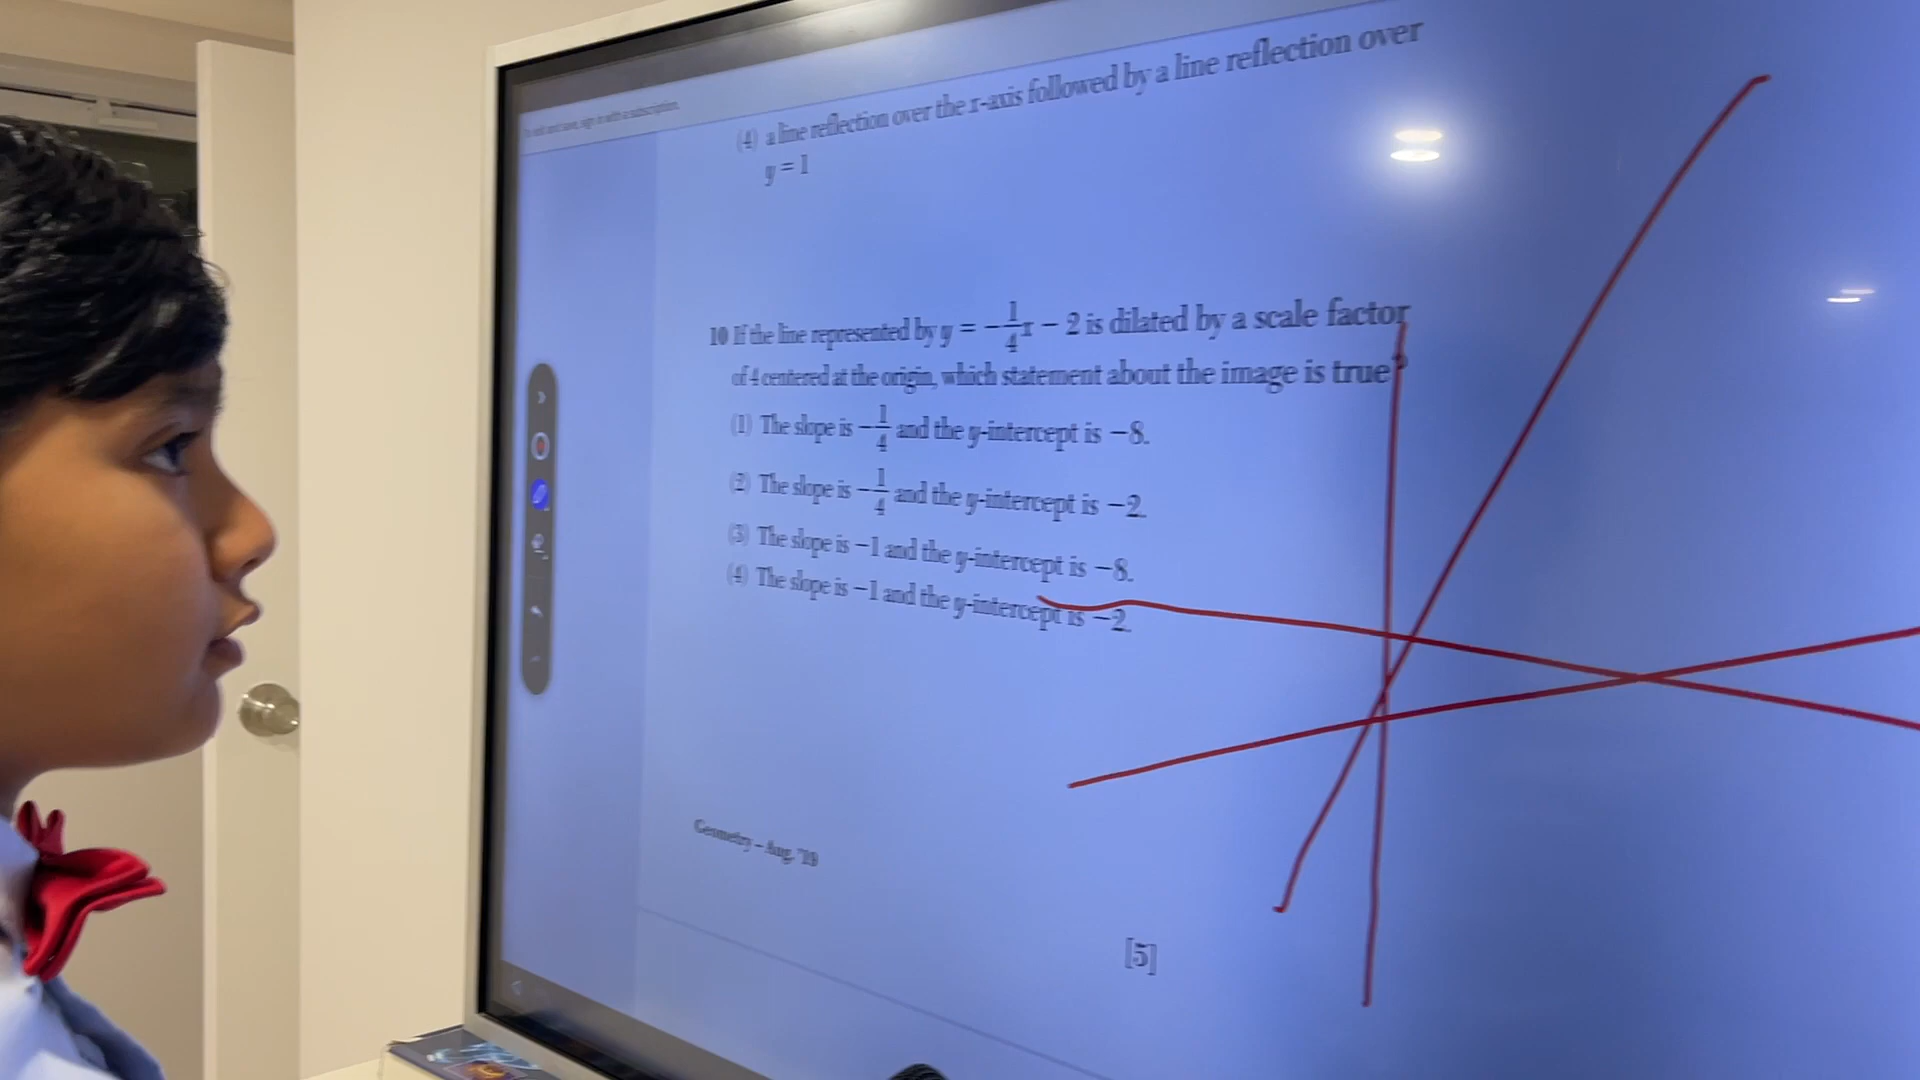 (4) a line reflection over the x-axis followed by a line reflection over
y = 1
10 If the line represented by y = −1/4x − 2 is dilated by a scale factor
of 4 centered at the origin, which statement about the image is true?
(1) The slope is −1/4 and the y-intercept is −8.
(2) The slope is −1/4 and the y-intercept is −2.
(3) The slope is −1 and the y-intercept is −8.
(4) The slope is −1 and the y-intercept is −2.
Geometry – Aug. '19
[5]